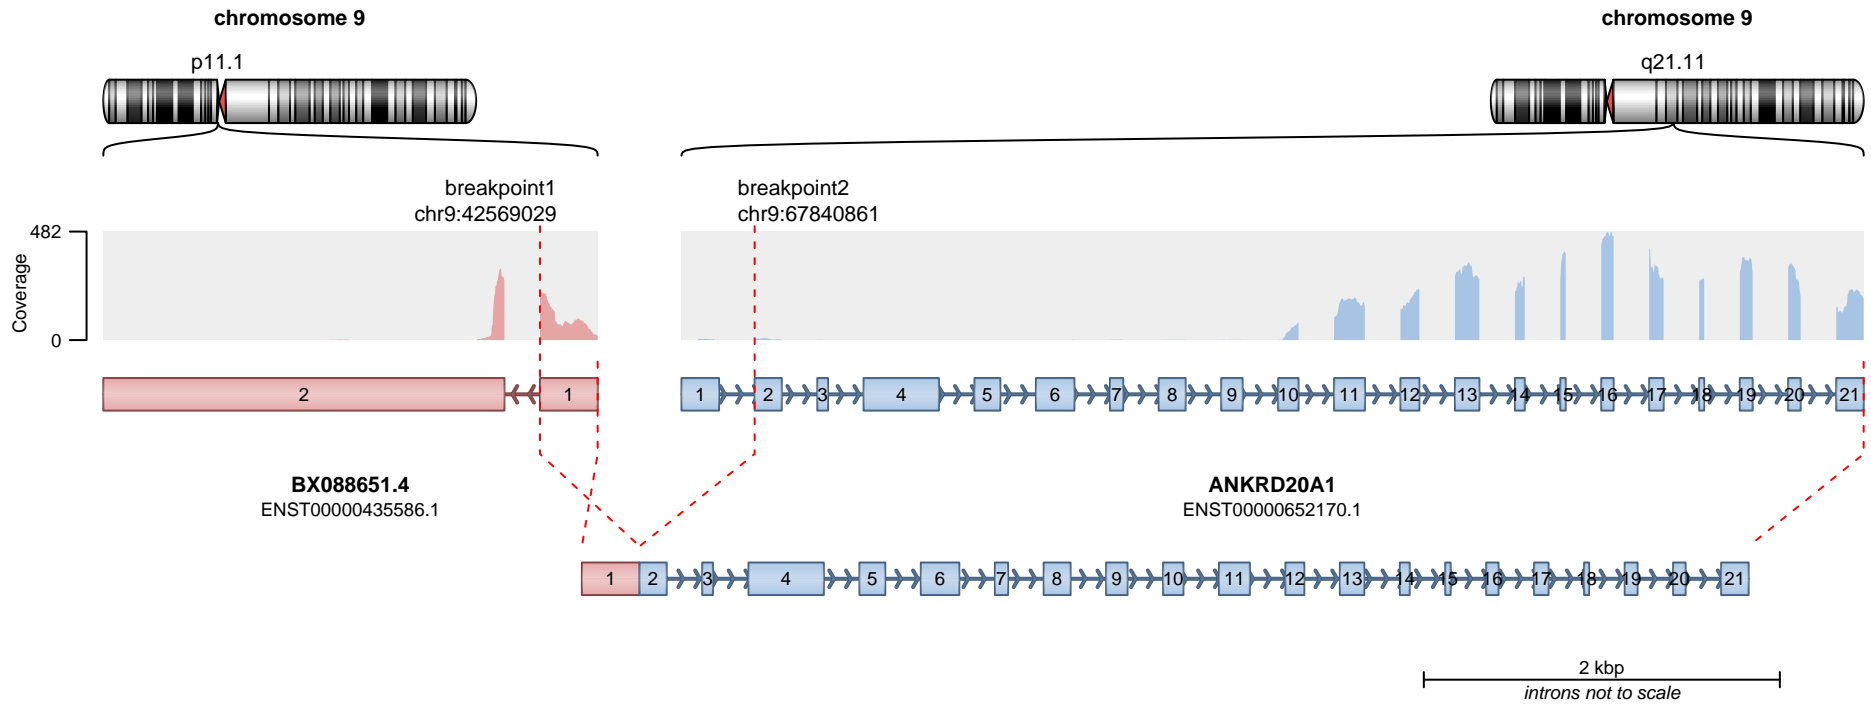 chromosome 9
chromosome 9
p11.1
q21.11
breakpoint1
chr9:42569029
breakpoint2
chr9:67840861
482
Coverage
0
2 1
1 2 3 4 5 6 7 8 9 10 11 12 13 14 15 16 17 18 19 20 21
BX088651.4
ENST00000435586.1
ANKRD20A1
ENST00000652170.1
1 2 3 4 5 6 7 8 9 10 11 12 13 14 15 16 17 18 19 20 21
2 kbp
introns not to scale